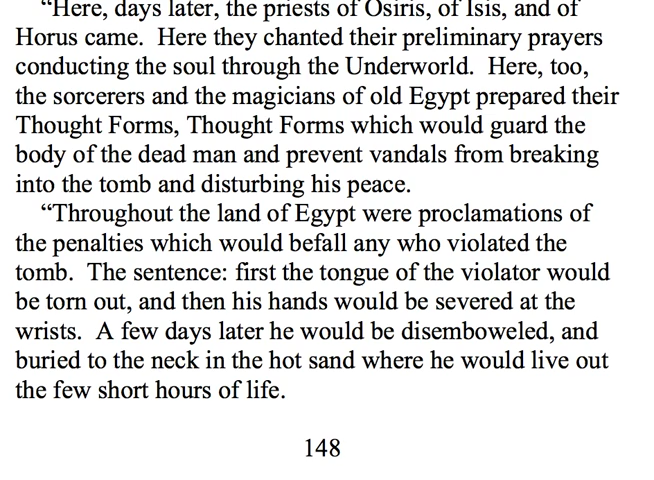 “Here, days later, the priests of Osiris, of Isis, and of
Horus came.  Here they chanted their preliminary prayers
conducting the soul through the Underworld.  Here, too,
the sorcerers and the magicians of old Egypt prepared their
Thought Forms, Thought Forms which would guard the
body of the dead man and prevent vandals from breaking
into the tomb and disturbing his peace.
“Throughout the land of Egypt were proclamations of
the penalties which would befall any who violated the
tomb.  The sentence: first the tongue of the violator would
be torn out, and then his hands would be severed at the
wrists.  A few days later he would be disemboweled, and
buried to the neck in the hot sand where he would live out
the few short hours of life.
148